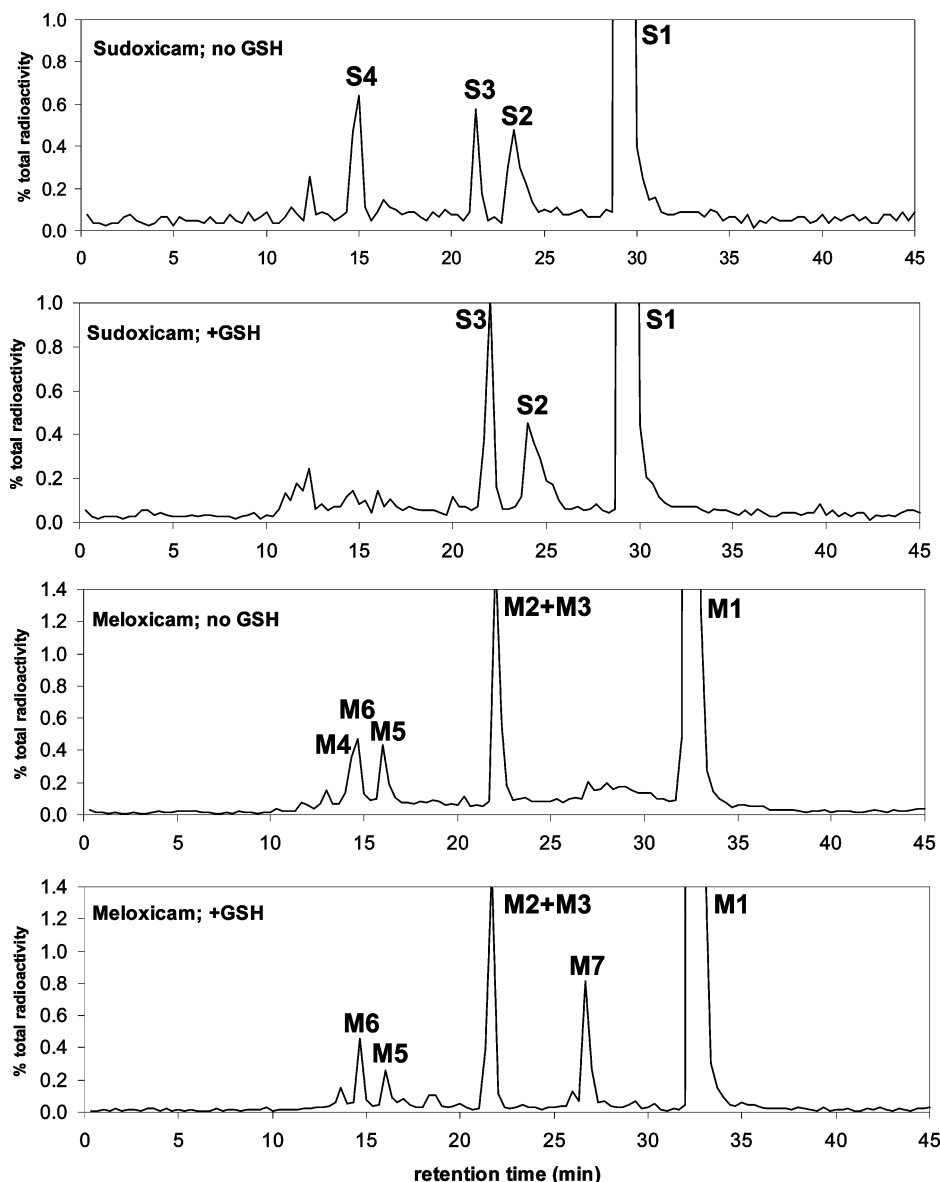 % total radioactivity
1.0
Sudoxicam; no GSH
S1
0.8
S4
S3
0.6
S2
0.4
0.2
0.0
0 5 10 15 20 25 30 35 40 45
% total radioactivity
1.0
Sudoxicam; +GSH
S3
S1
0.8
0.6
S2
0.4
0.2
0.0
0 5 10 15 20 25 30 35 40 45
% total radioactivity
1.4
Meloxicam; no GSH
M2+M3
M1
1.2
1.0
0.8
M6
0.6
M4
M5
0.4
0.2
0.0
0 5 10 15 20 25 30 35 40 45
% total radioactivity
1.4
Meloxicam; +GSH
M2+M3
M1
1.2
1.0
M7
0.8
0.6
M6
M5
0.4
0.2
0.0
0 5 10 15 20 25 30 35 40 45
retention time (min)